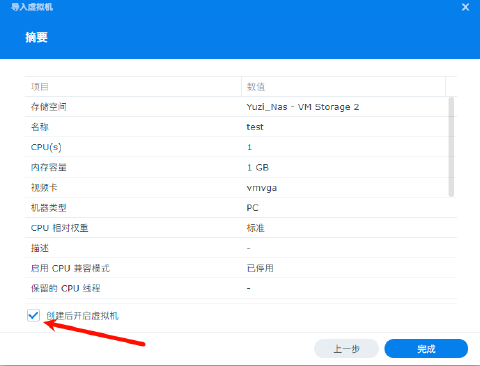 导入虚拟机
摘要
项目 数值
存储空间 Yuzi_Nas - VM Storage 2
名称 test
CPU(s) 1
内存容量 1 GB
视频卡 vmvga
机器类型 PC
CPU 相对权重 标准
描述 -
启用 CPU 兼容模式 已停用
保留的 CPU 线程 -
创建后开启虚拟机
上一步 完成